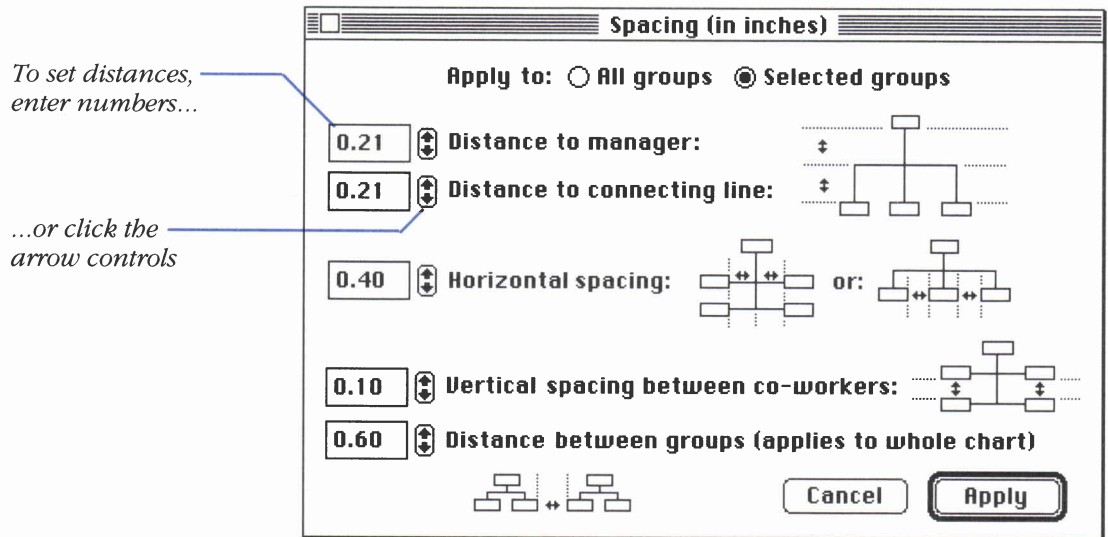 Spacing (in inches)
To set distances,
enter numbers...
Apply to: All groups Selected groups
0.21 Distance to manager:
0.21 Distance to connecting line:
...or click the
arrow controls
0.40 Horizontal spacing: or:
0.10 Vertical spacing between co-workers:
0.60 Distance between groups (applies to whole chart)
Cancel Apply